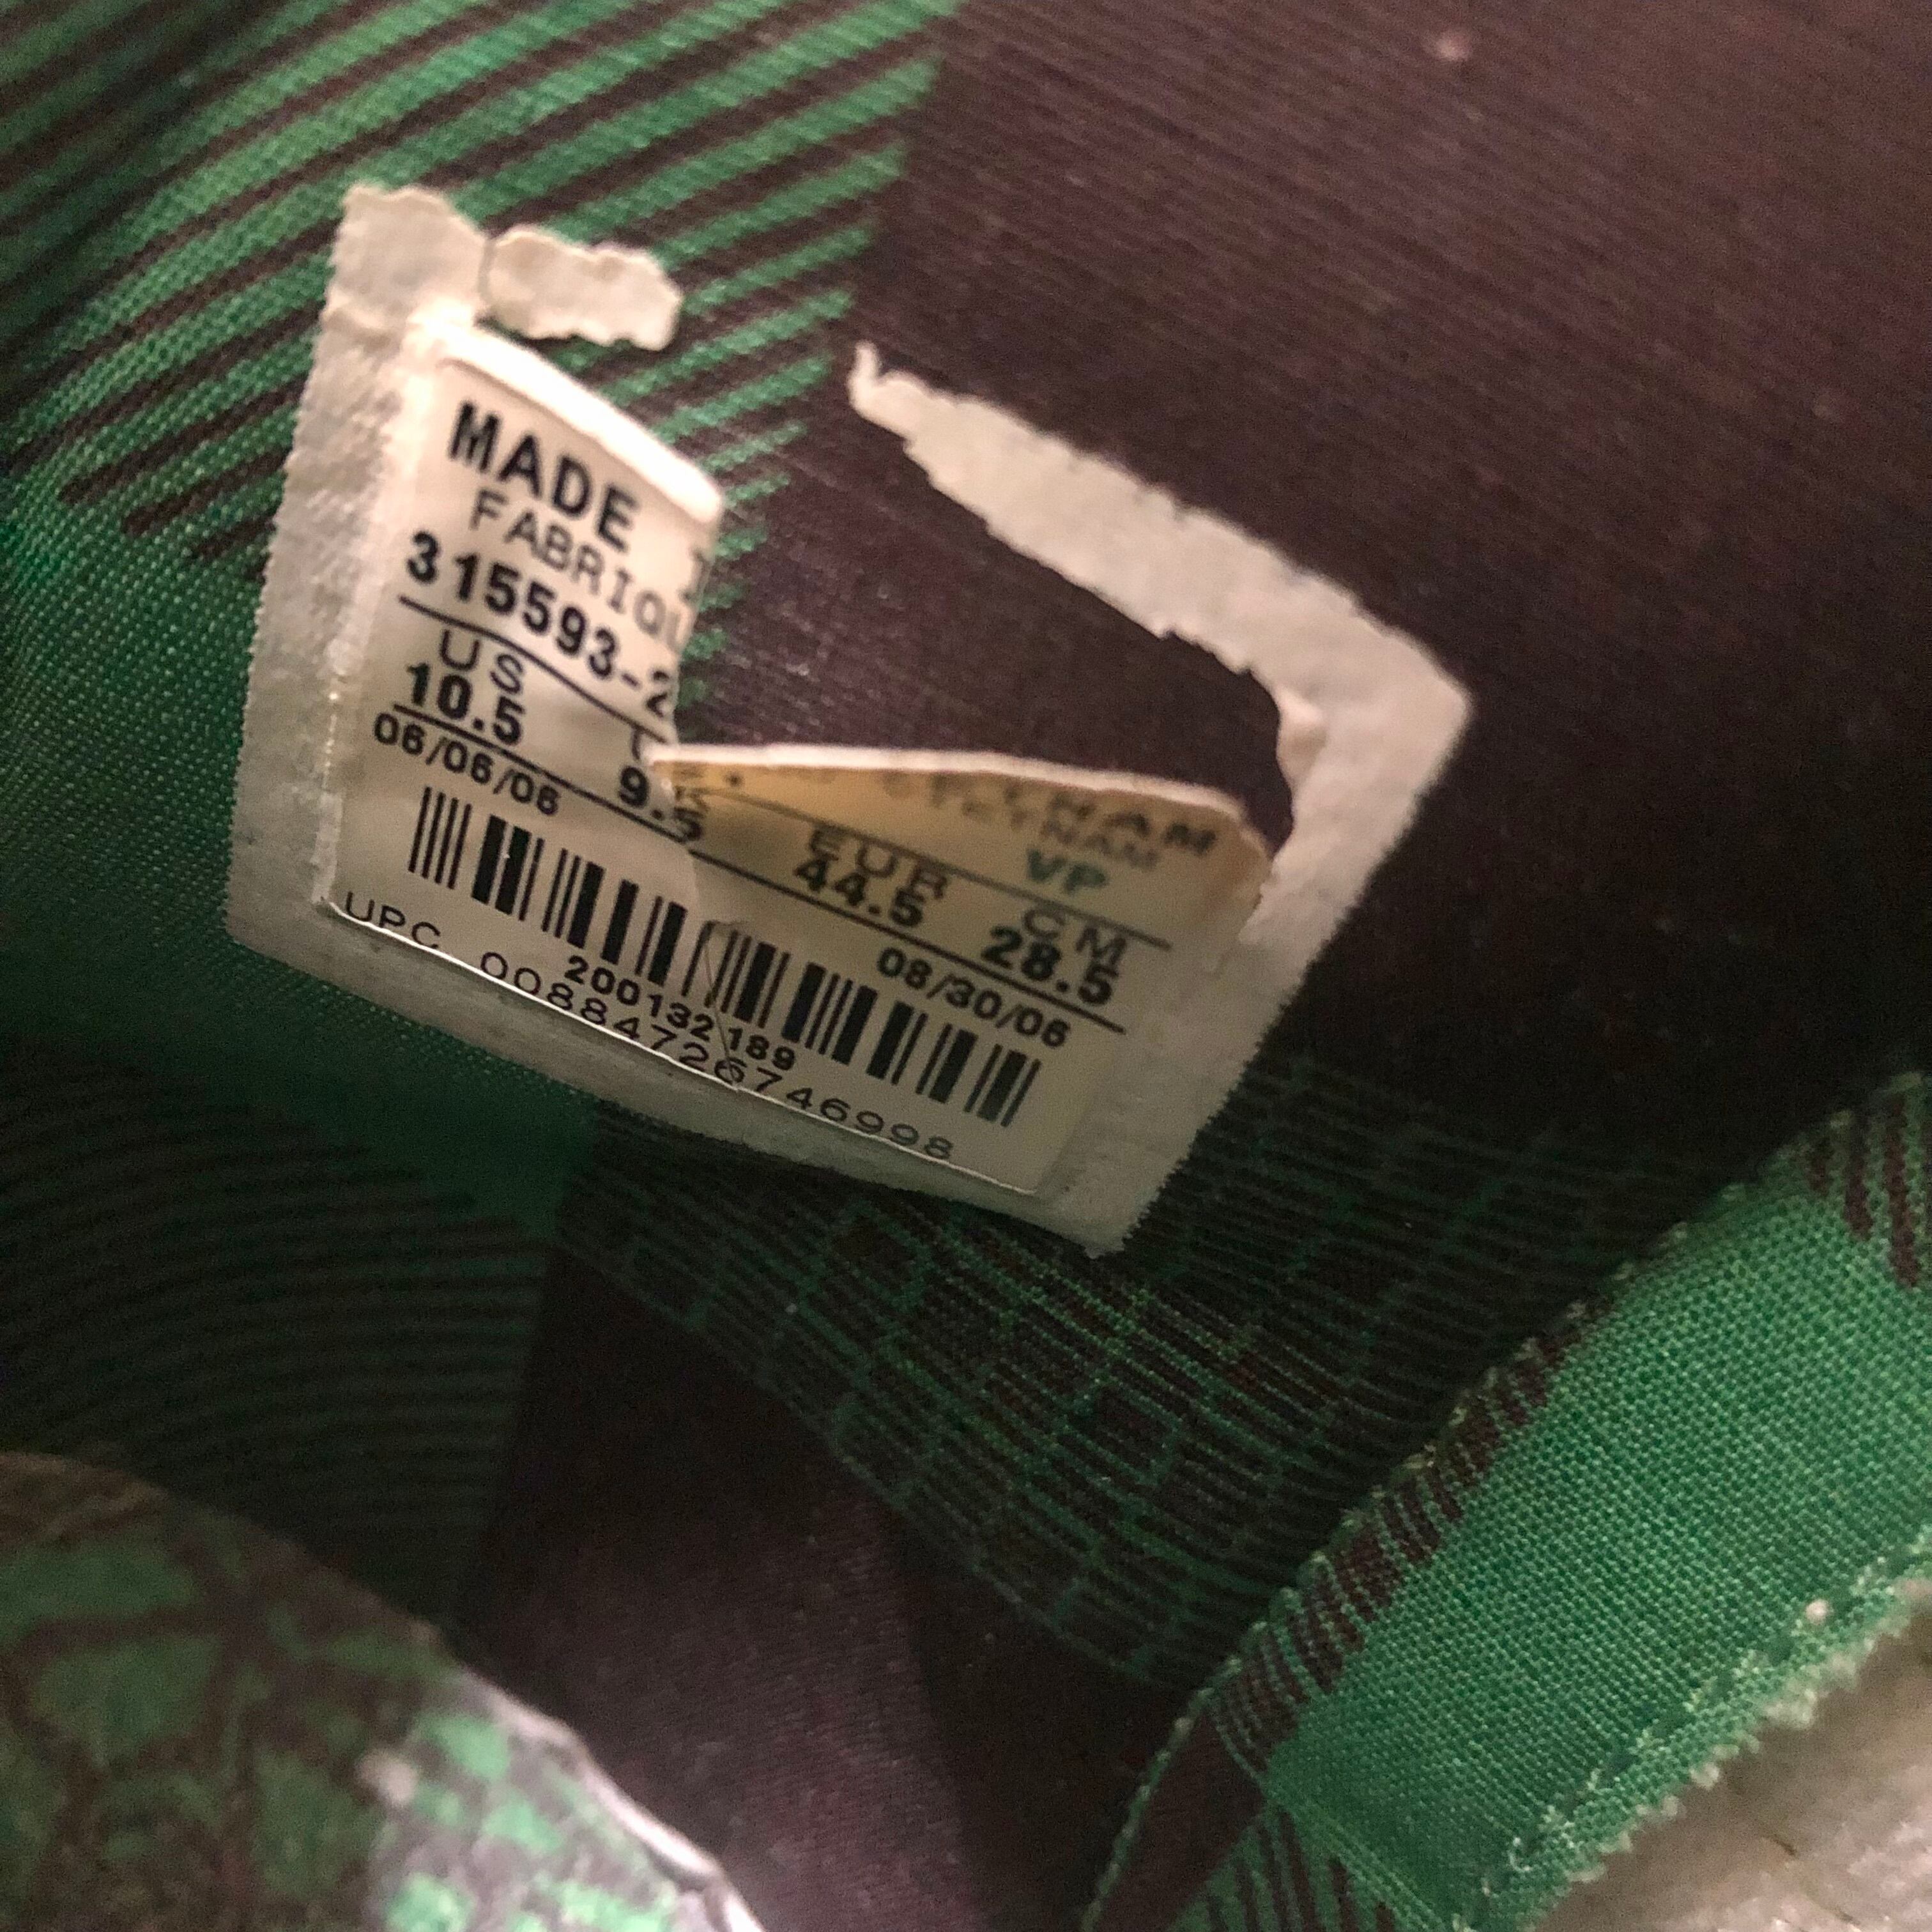 MADE I
FABRIQU
315593-2
VP
US EUR CM
10.5 9.5 44.5 28.5
06/06/06 08/30/06
200132189
UPC 00884726746998